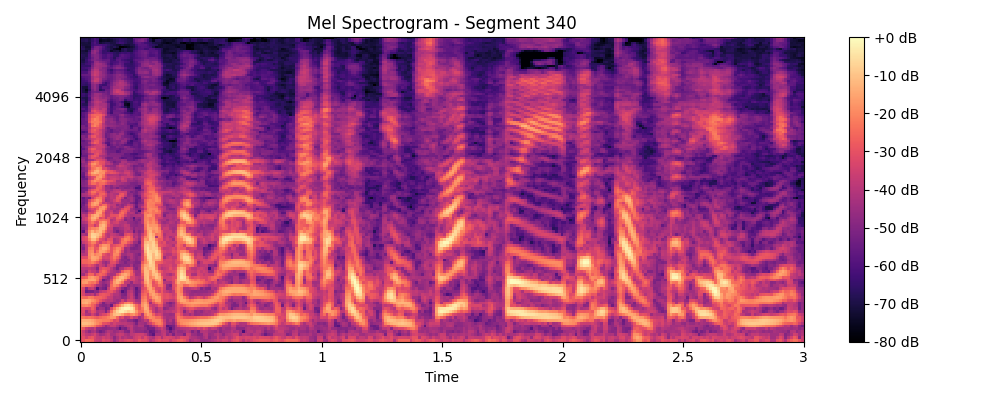 Mel Spectrogram - Segment 340
Frequency
4096
2048
1024
512
0
0 0.5 1 1.5 2 2.5 3
Time
+0 dB
-10 dB
-20 dB
-30 dB
-40 dB
-50 dB
-60 dB
-70 dB
-80 dB